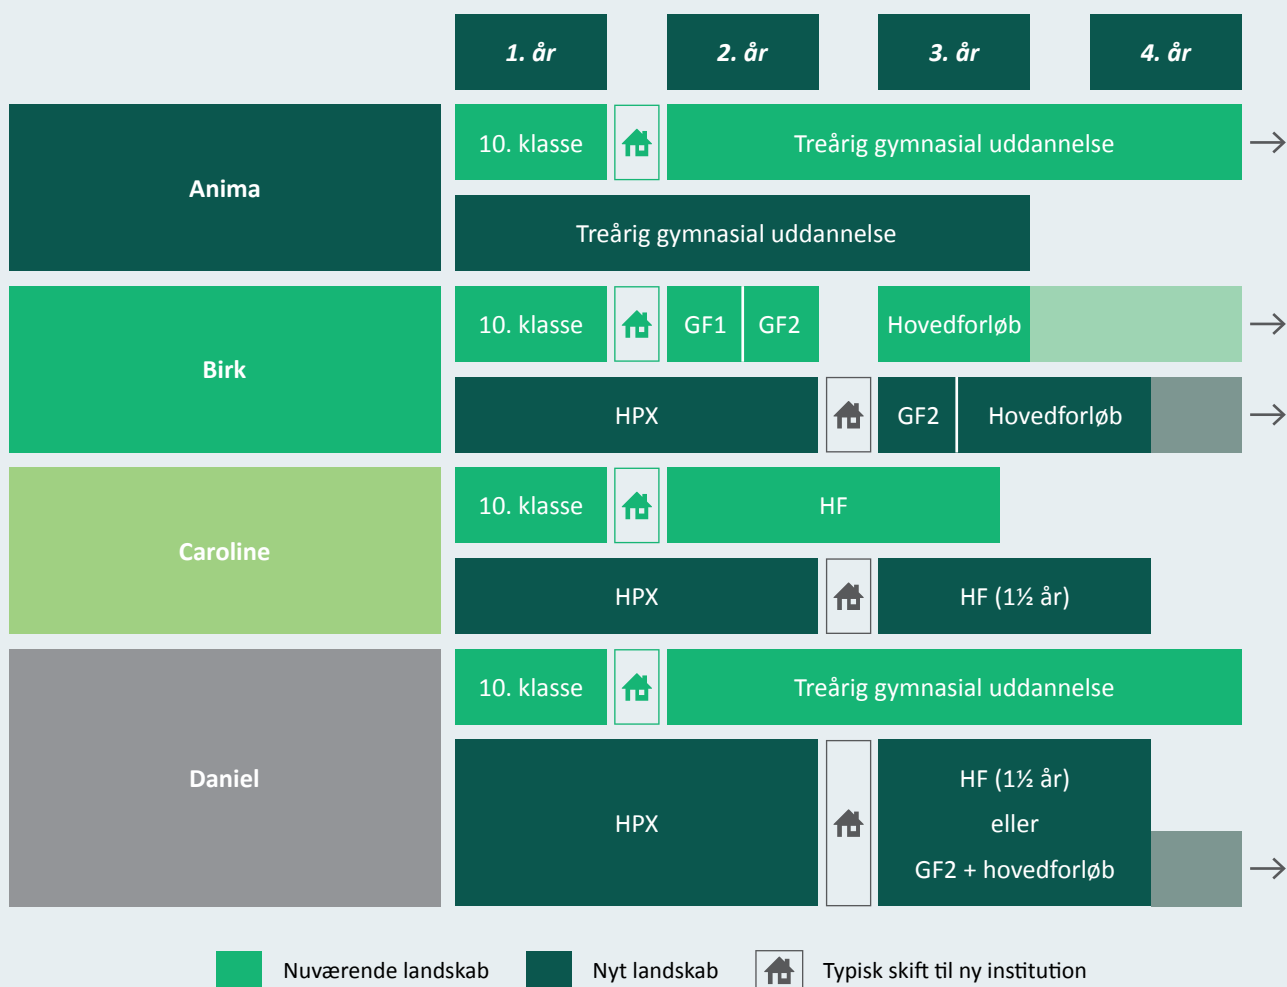 1. år
2. år
3. år
4. år
Anima
10. klasse
Treårig gymnasial uddannelse
Treårig gymnasial uddannelse
Birk
10. klasse
GF1
GF2
Hovedforløb
HPX
GF2
Hovedforløb
Caroline
10. klasse
HF
HPX
HF (1½ år)
Daniel
10. klasse
Treårig gymnasial uddannelse
HPX
HF (1½ år)
eller
GF2 + hovedforløb
Nuværende landskab
Nyt landskab
Typisk skift til ny institution